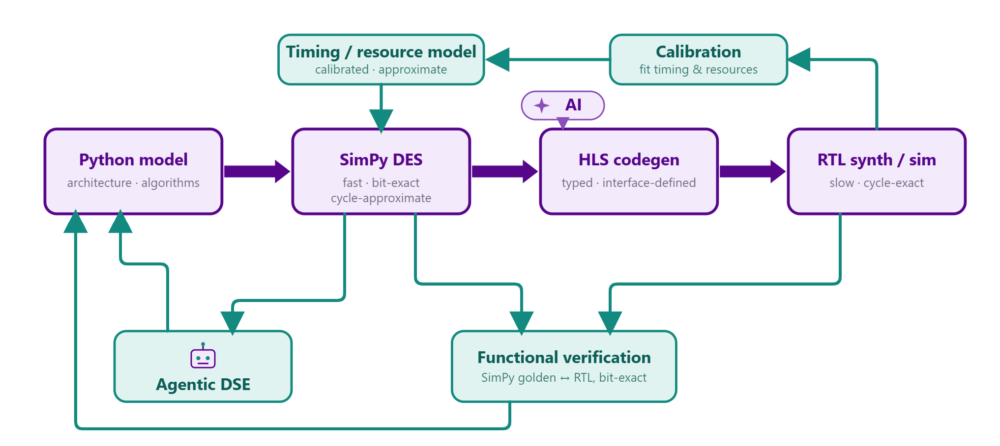 Timing / resource model
calibrated · approximate
Calibration
fit timing & resources
AI
Python model
architecture · algorithms
SimPy DES
fast · bit-exact
cycle-approximate
HLS codegen
typed · interface-defined
RTL synth / sim
slow · cycle-exact
Agentic DSE
Functional verification
SimPy golden ↔ RTL, bit-exact